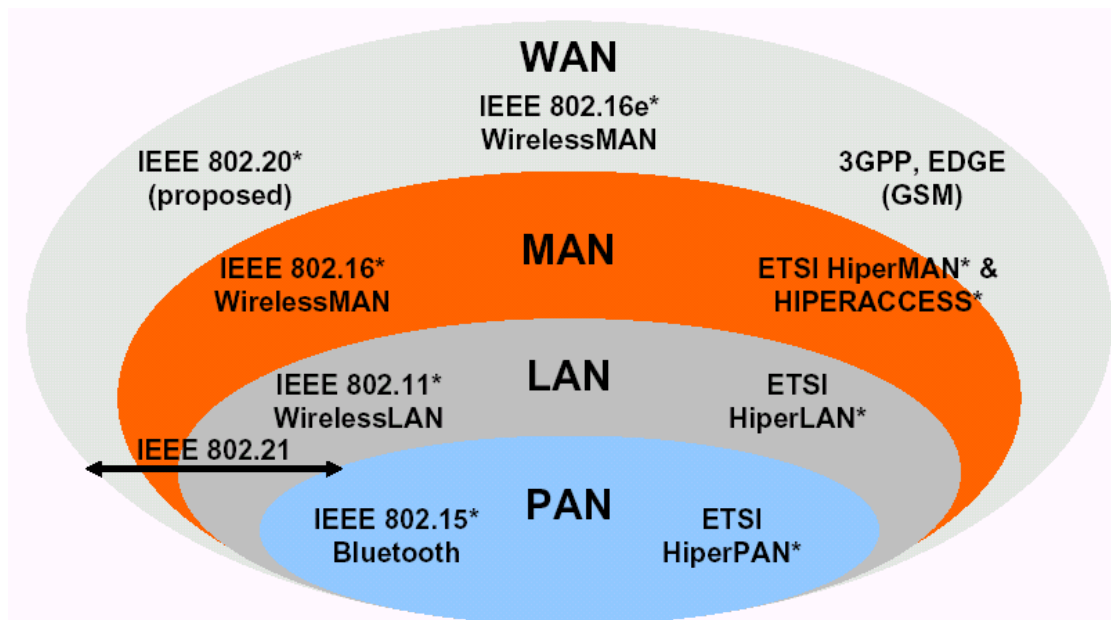 WAN
IEEE 802.16e*
WirelessMAN
IEEE 802.20*
(proposed)
3GPP, EDGE
(GSM)
MAN
IEEE 802.16*
WirelessMAN
ETSI HiperMAN* &
HIPERACCESS*
LAN
IEEE 802.11*
WirelessLAN
ETSI
HiperLAN*
IEEE 802.21
PAN
IEEE 802.15*
Bluetooth
ETSI
HiperPAN*